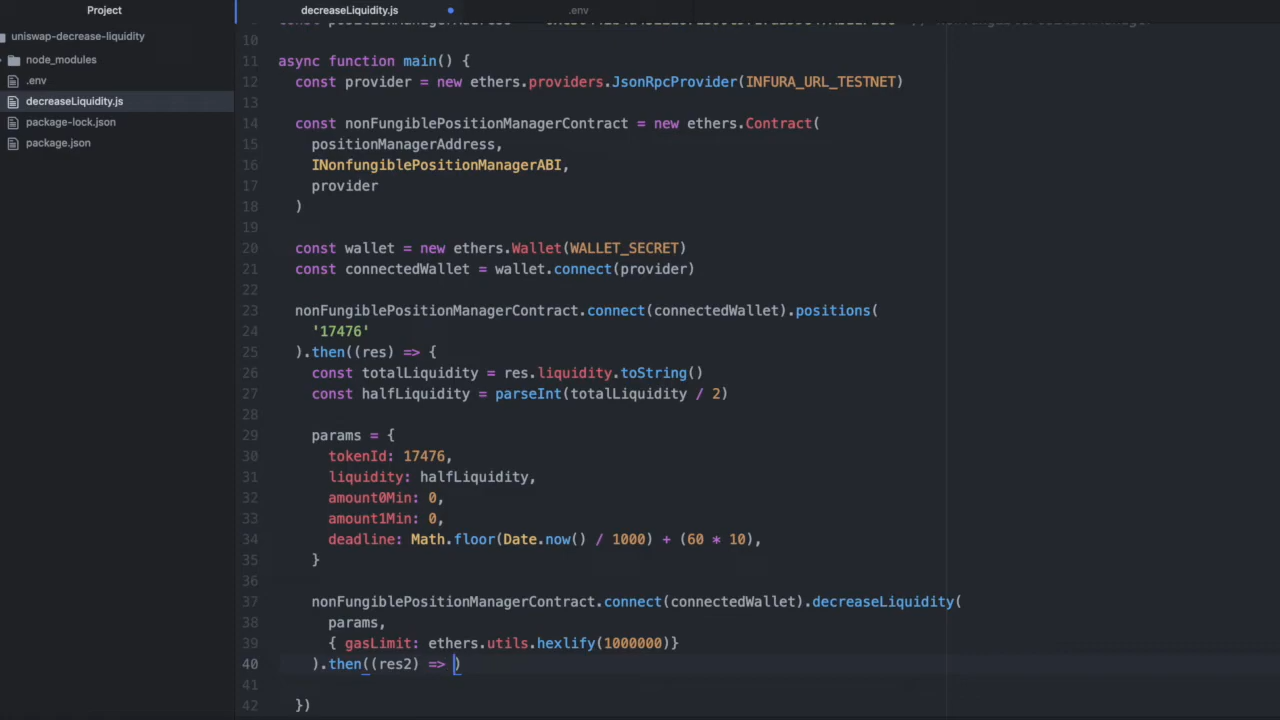 Project
decreaseLiquidity.js
.env
uniswap-decrease-liquidity
node_modules
.env
decreaseLiquidity.js
package-lock.json
package.json
10
11 async function main() {
12 const provider = new ethers.providers.JsonRpcProvider(INFURA_URL_TESTNET)
13
14 const nonFungiblePositionManagerContract = new ethers.Contract(
15 positionManagerAddress,
16 INonfungiblePositionManagerABI,
17 provider
18 )
19
20 const wallet = new ethers.Wallet(WALLET_SECRET)
21 const connectedWallet = wallet.connect(provider)
22
23 nonFungiblePositionManagerContract.connect(connectedWallet).positions(
24 '17476'
25 ).then((res) => {
26 const totalLiquidity = res.liquidity.toString()
27 const halfLiquidity = parseInt(totalLiquidity / 2)
28
29 params = {
30 tokenId: 17476,
31 liquidity: halfLiquidity,
32 amount0Min: 0,
33 amount1Min: 0,
34 deadline: Math.floor(Date.now() / 1000) + (60 * 10),
35 }
36
37 nonFungiblePositionManagerContract.connect(connectedWallet).decreaseLiquidity(
38 params,
39 { gasLimit: ethers.utils.hexlify(1000000)}
40 ).then((res2) => )
41
42 })